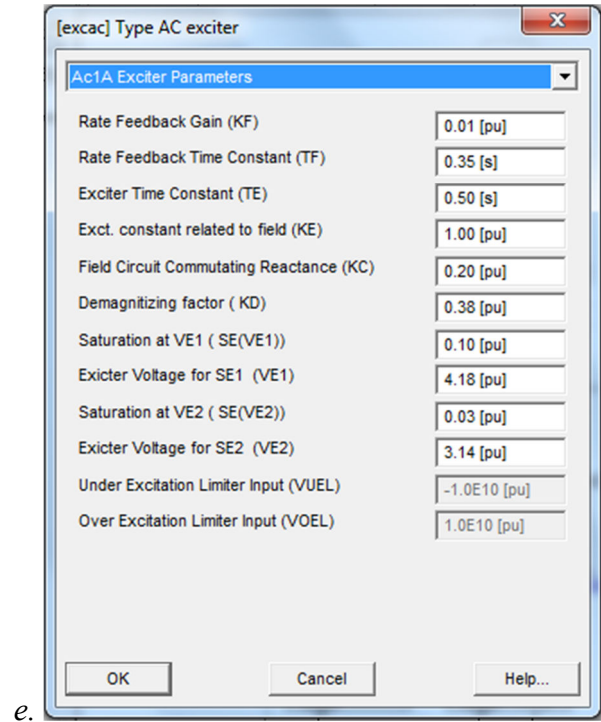 [excac] Type AC exciter
Ac1A Exciter Parameters
Rate Feedback Gain (KF) 0.01 [pu]
Rate Feedback Time Constant (TF) 0.35 [s]
Exciter Time Constant (TE) 0.50 [s]
Exct. constant related to field (KE) 1.00 [pu]
Field Circuit Commutating Reactance (KC) 0.20 [pu]
Demagnitizing factor ( KD) 0.38 [pu]
Saturation at VE1 ( SE(VE1)) 0.10 [pu]
Exicter Voltage for SE1 (VE1) 4.18 [pu]
Saturation at VE2 ( SE(VE2)) 0.03 [pu]
Exicter Voltage for SE2 (VE2) 3.14 [pu]
Under Excitation Limiter Input (VUEL) -1.0E10 [pu]
Over Excitation Limiter Input (VOEL) 1.0E10 [pu]
OK Cancel Help...
e.